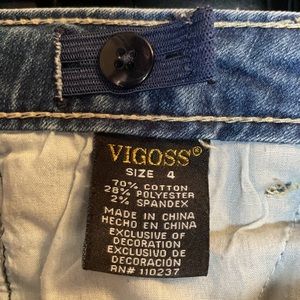 VIGOSS®
SIZE 4
70% COTTON
28% POLYESTER
2% SPANDEX
MADE IN CHINA
HECHO EN CHINA
EXCLUSIVE OF
DECORATION
EXCLUSIVO DE
DECORACIÓN
RN# 110237